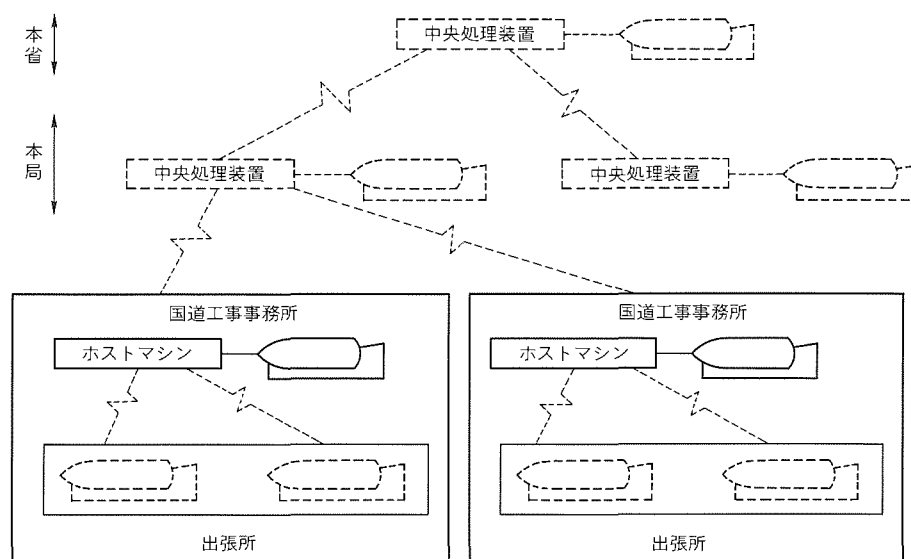 本省
中央処理装置
本局
中央処理装置
中央処理装置
国道工事事務所
国道工事事務所
ホストマシン
ホストマシン
出張所
出張所